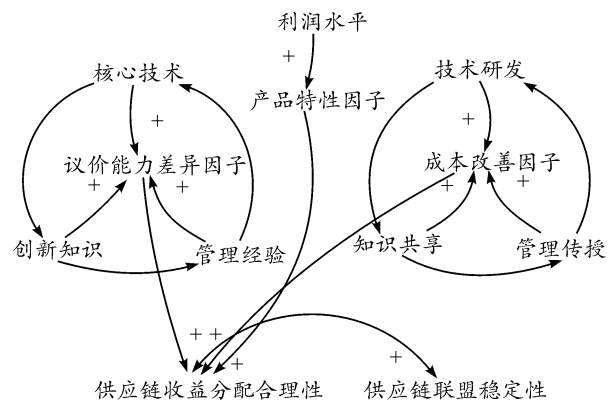 利润水平
+
核心技术
技术研发
产品特性因子
+
+
议价能力差异因子
成本改善因子
+
+
+
+
创新知识
管理经验
知识共享
管理传授
+
+
+
+
供应链收益分配合理性
供应链联盟稳定性